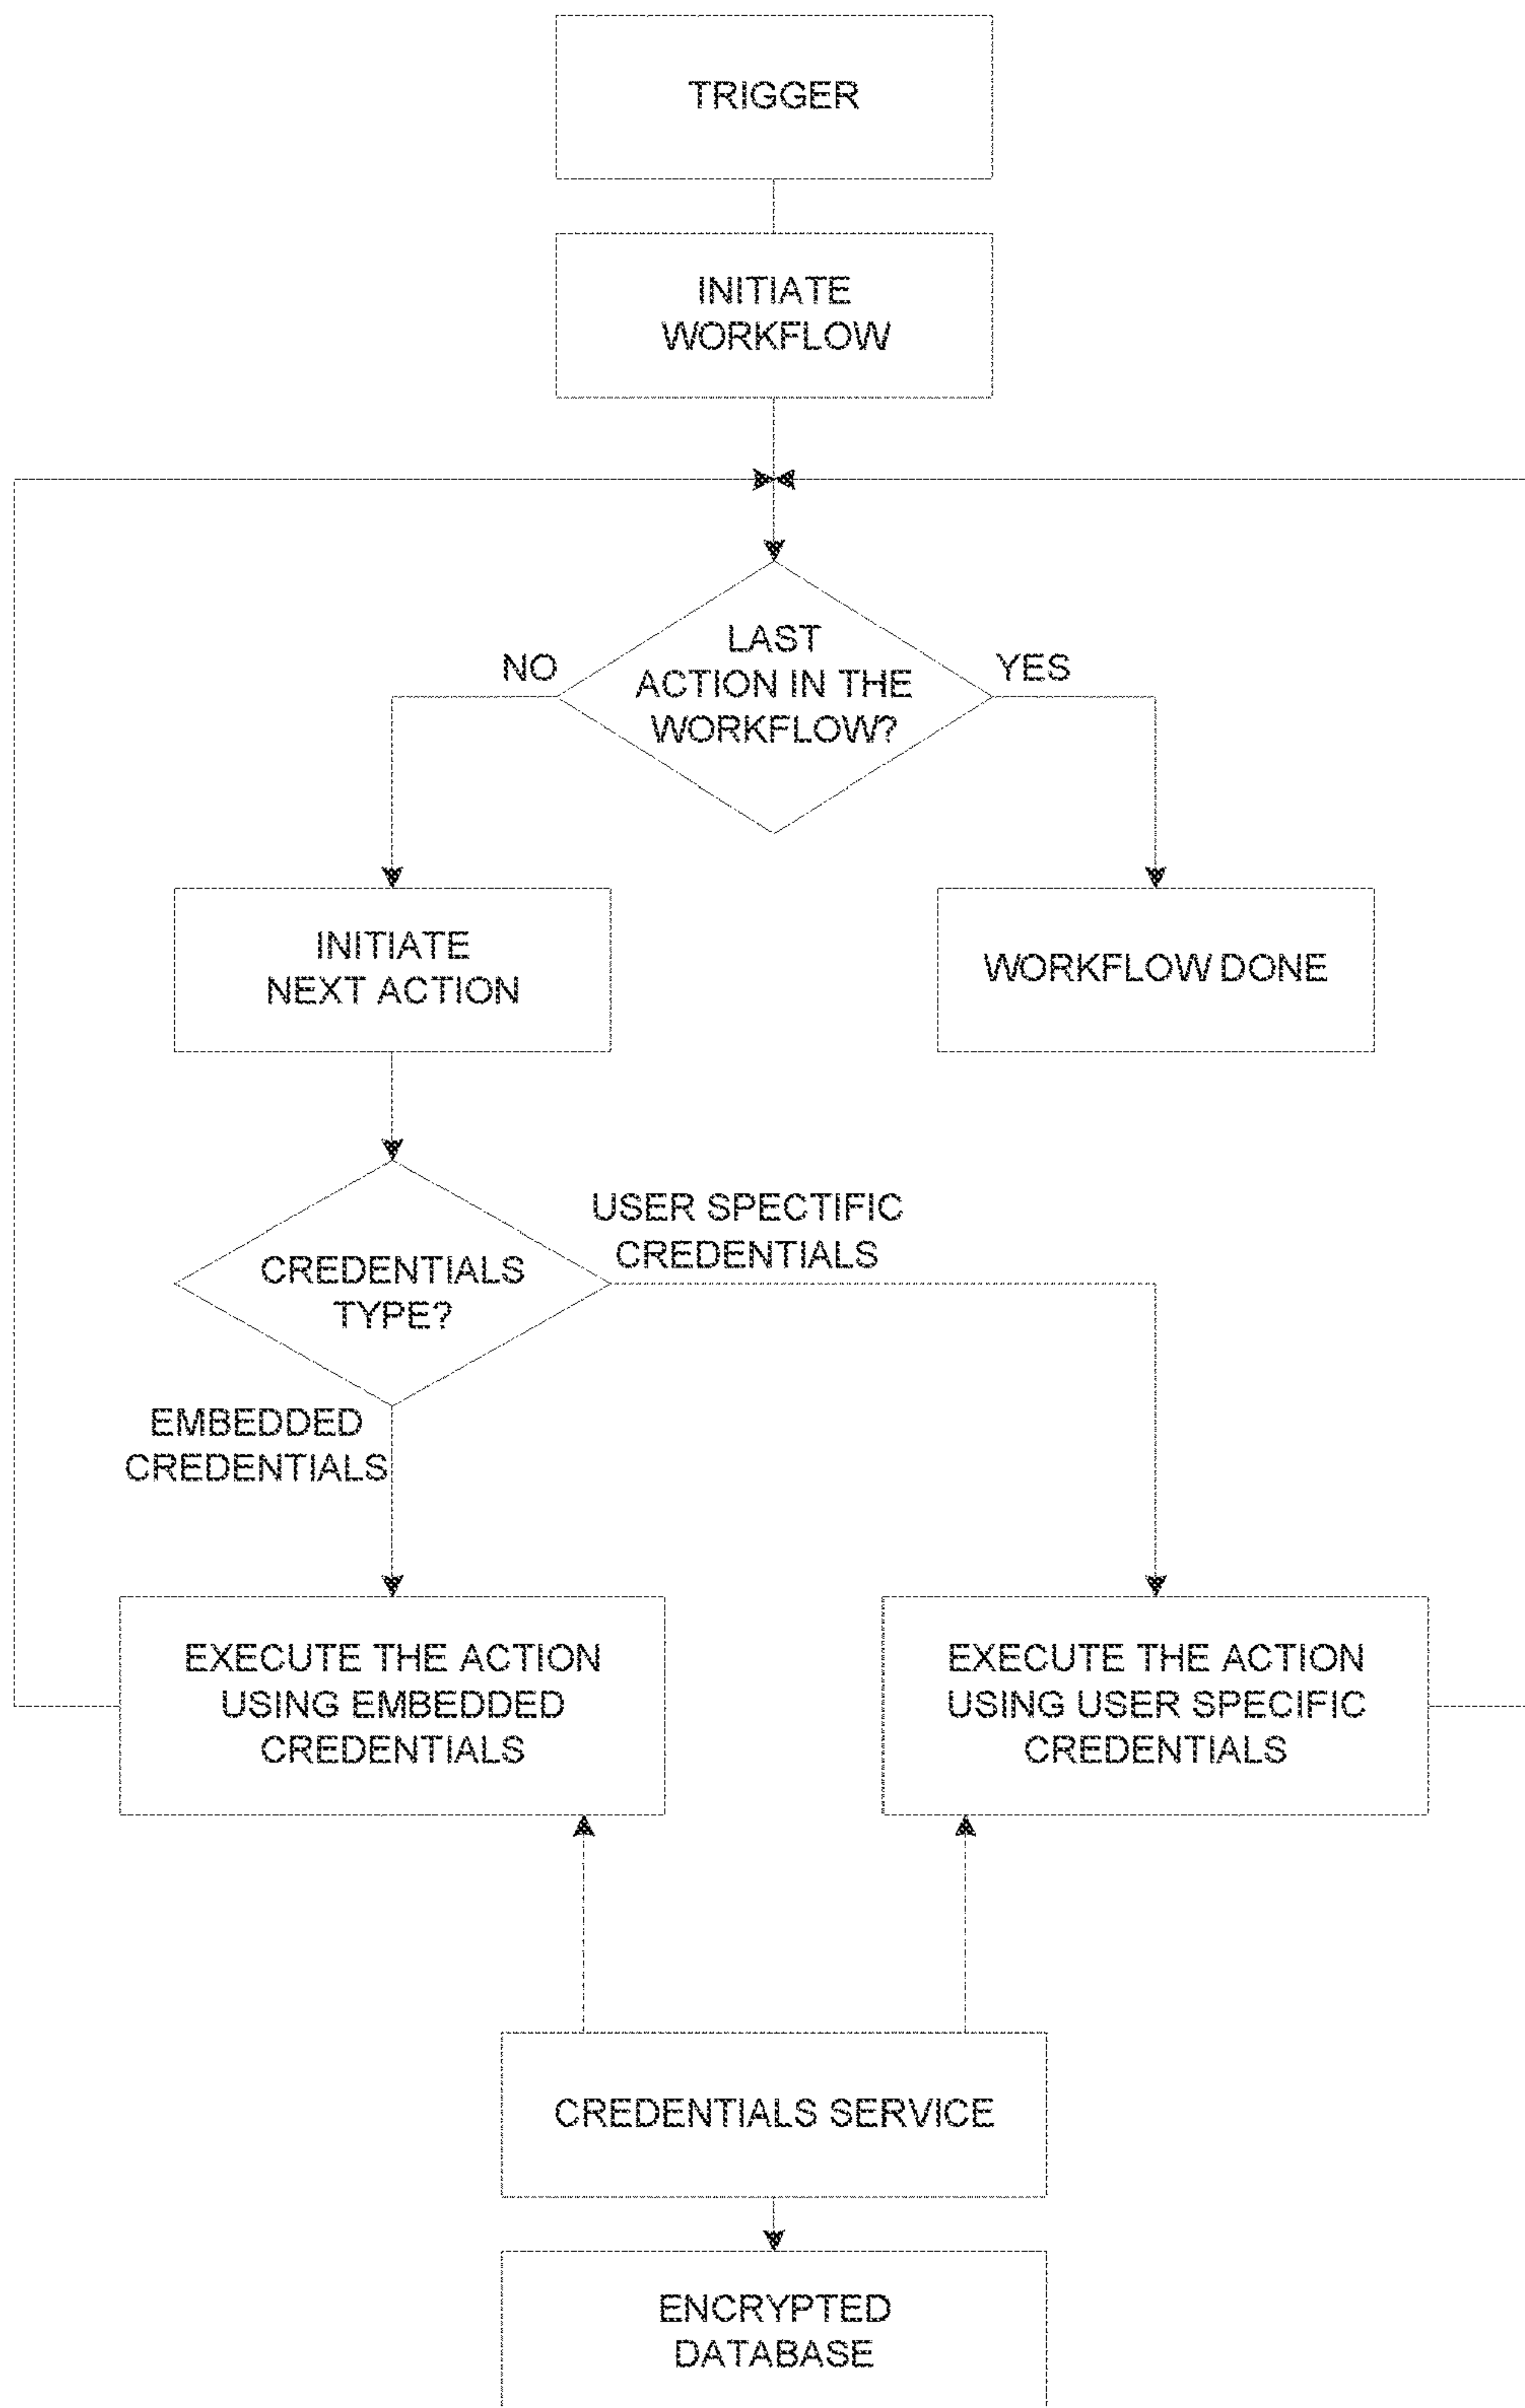 TRIGGER
INITIATE
WORKFLOW
LAST
ACTION IN THE
WORKFLOW?
NO
YES
INITIATE
NEXT ACTION
WORKFLOW DONE
USER SPECTIFIC
CREDENTIALS
CREDENTIALS
TYPE?
EMBEDDED
CREDENTIALS
EXECUTE THE ACTION
USING EMBEDDED
CREDENTIALS
EXECUTE THE ACTION
USING USER SPECIFIC
CREDENTIALS
CREDENTIALS SERVICE
ENCRYPTED
DATABASE